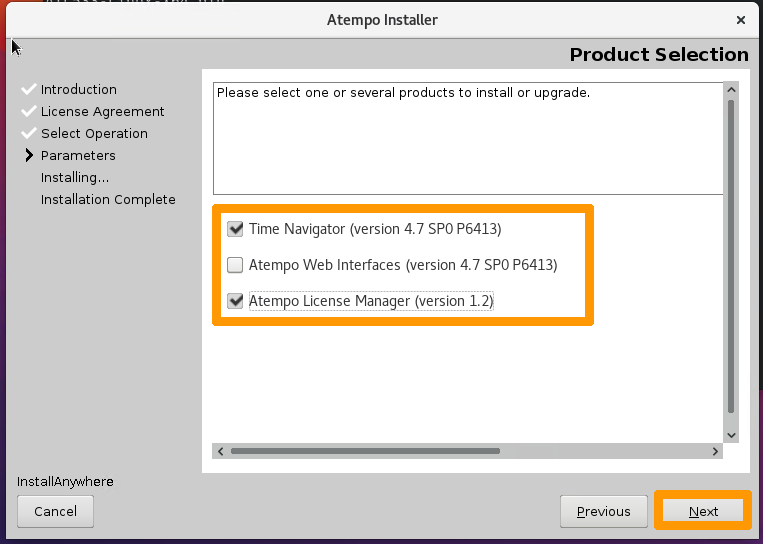 Atempo Installer
Product Selection
Introduction
License Agreement
Select Operation
Parameters
Installing...
Installation Complete
Please select one or several products to install or upgrade.
Time Navigator (version 4.7 SP0 P6413)
Atempo Web Interfaces (version 4.7 SP0 P6413)
Atempo License Manager (version 1.2)
InstallAnywhere
Cancel
Previous
Next